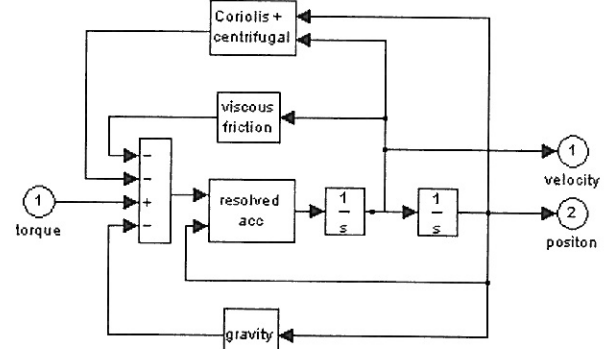 Coriolis +
centrifugal
viscous
friction
−
−
+
−
1
torque
resolved
acc
1
s
1
s
1
velocity
2
positon
gravity